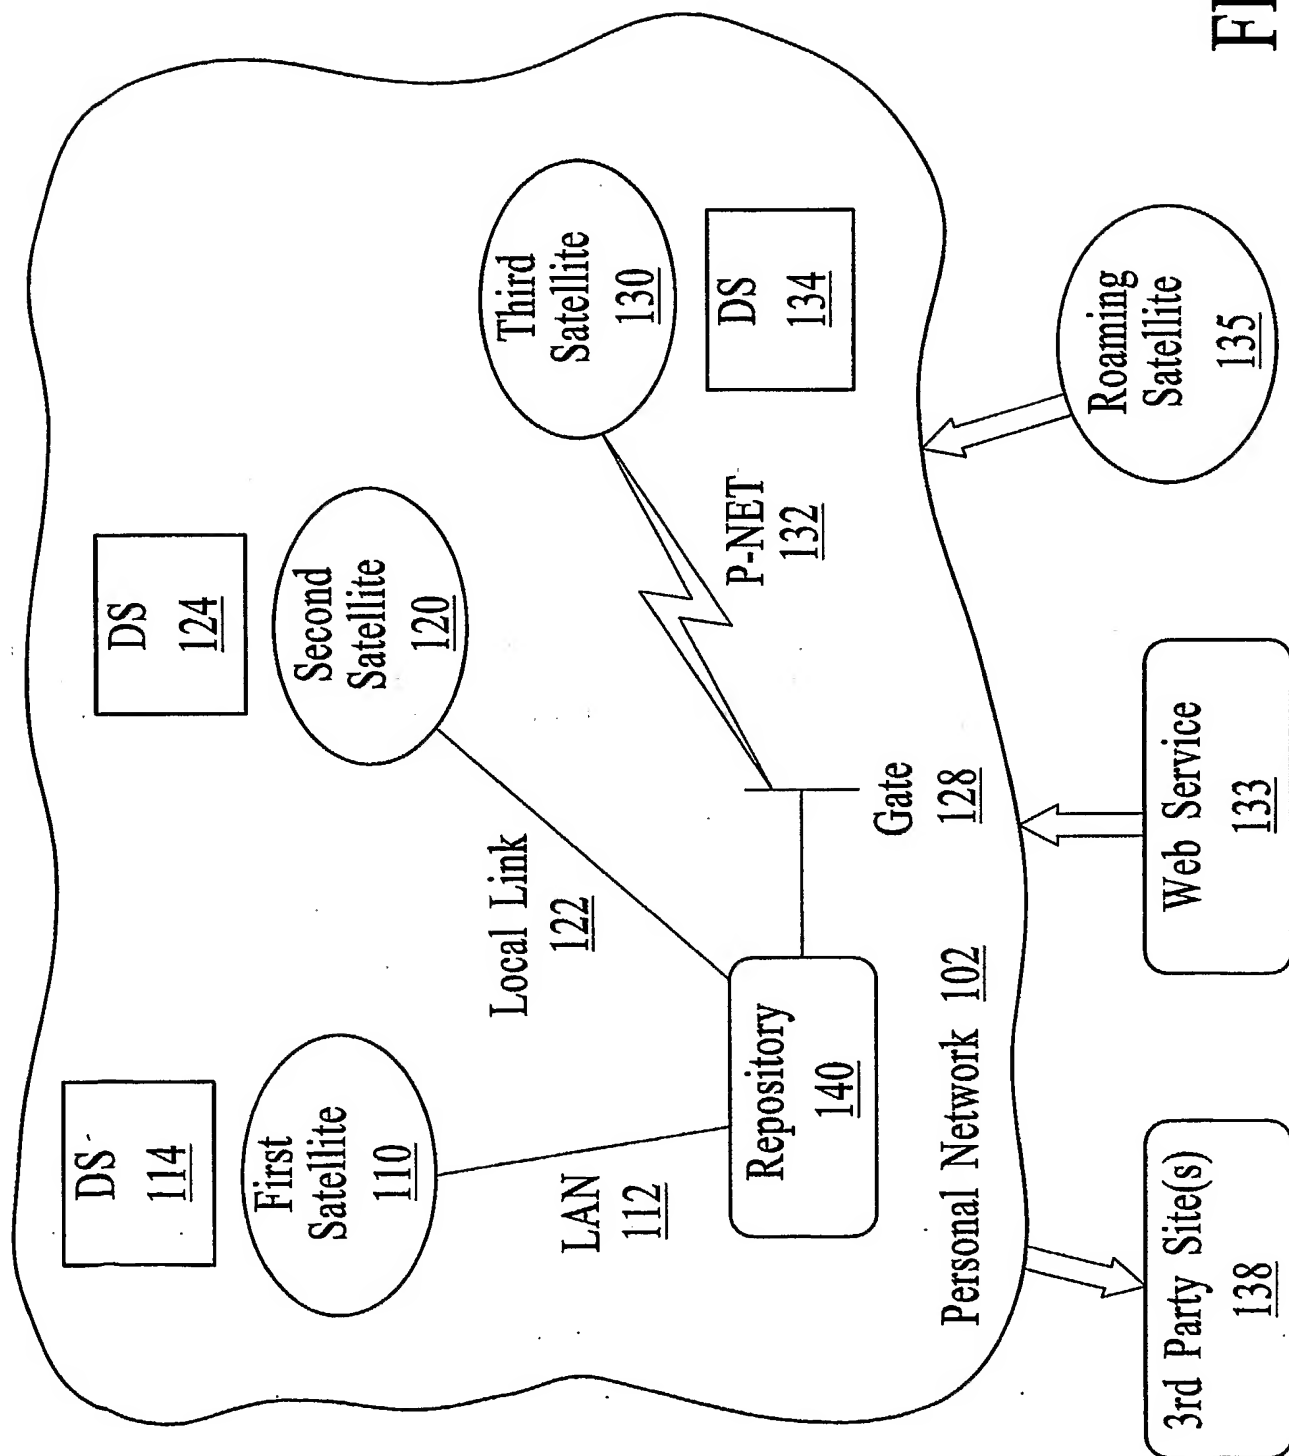 DS
114
First
Satellite
110
LAN
112
DS
124
Second
Satellite
120
Local Link
122
Third
Satellite
130
DS
134
P-NET
132
Repository
140
Gate
128
Personal Network 102
3rd Party Site(s)
138
Web Service
133
Roaming
Satellite
135